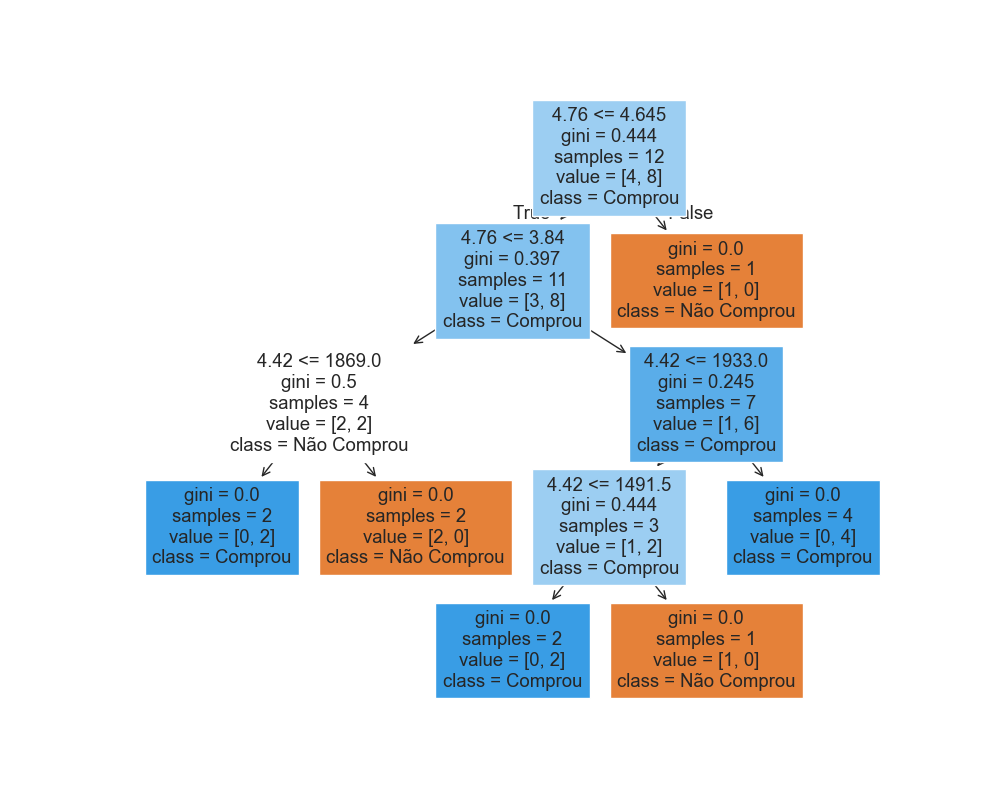 4.76 <= 4.645
gini = 0.444
samples = 12
value = [4, 8]
class = Comprou
True
False
4.76 <= 3.84
gini = 0.397
samples = 11
value = [3, 8]
class = Comprou
gini = 0.0
samples = 1
value = [1, 0]
class = Não Comprou
4.42 <= 1869.0
gini = 0.5
samples = 4
value = [2, 2]
class = Não Comprou
4.42 <= 1933.0
gini = 0.245
samples = 7
value = [1, 6]
class = Comprou
gini = 0.0
samples = 2
value = [0, 2]
class = Comprou
gini = 0.0
samples = 2
value = [2, 0]
class = Não Comprou
4.42 <= 1491.5
gini = 0.444
samples = 3
value = [1, 2]
class = Comprou
gini = 0.0
samples = 4
value = [0, 4]
class = Comprou
gini = 0.0
samples = 2
value = [0, 2]
class = Comprou
gini = 0.0
samples = 1
value = [1, 0]
class = Não Comprou